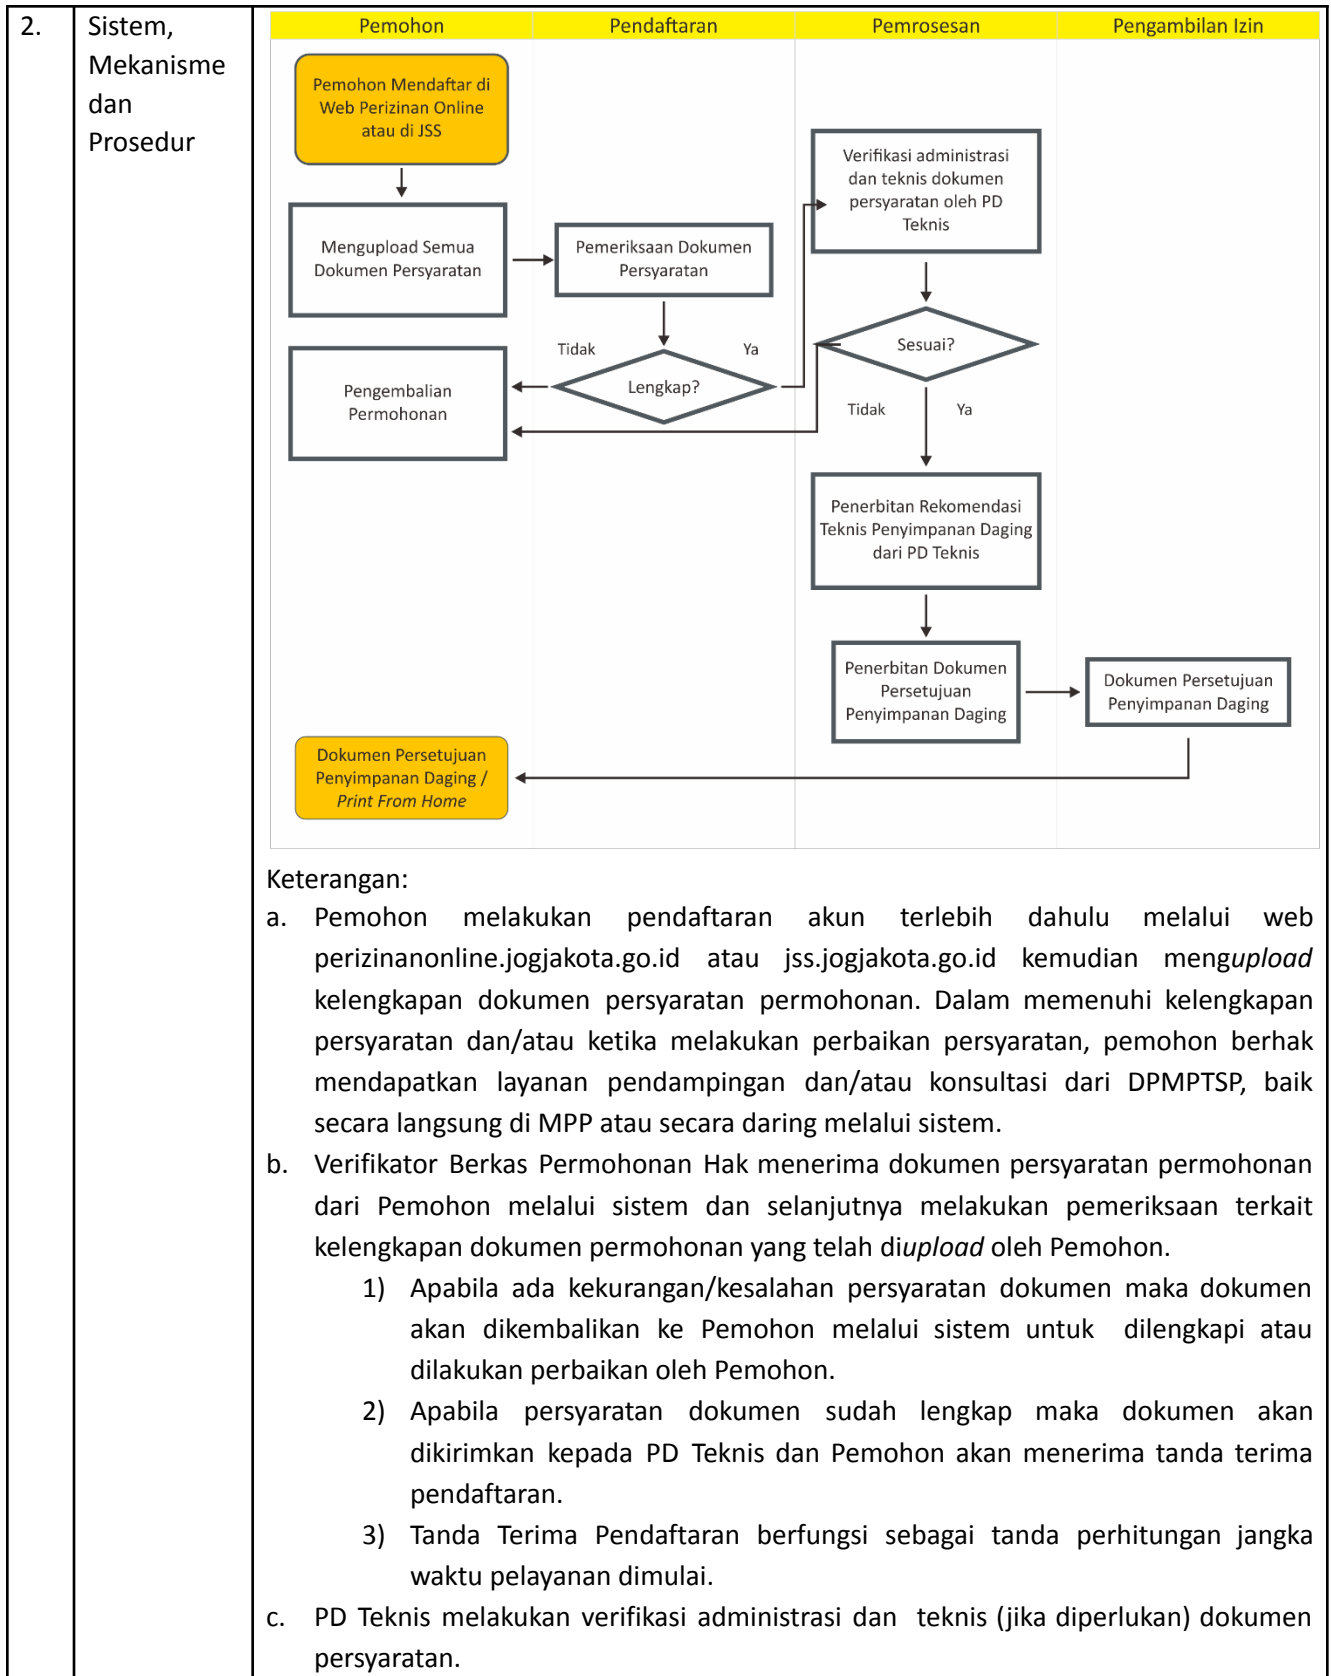 2.
Sistem,
Mekanisme
dan
Prosedur
Pemohon
Pendaftaran
Pemrosesan
Pengambilan Izin
Pemohon Mendaftar di
Web Perizinan Online
atau di JSS
Mengupload Semua
Dokumen Persyaratan
Pemeriksaan Dokumen
Persyaratan
Verifikasi administrasi
dan teknis dokumen
persyaratan oleh PD
Teknis
Tidak
Ya
Lengkap?
Sesuai?
Pengembalian
Permohonan
Tidak
Ya
Penerbitan Rekomendasi
Teknis Penyimpanan Daging
dari PD Teknis
Penerbitan Dokumen
Persetujuan
Penyimpanan Daging
Dokumen Persetujuan
Penyimpanan Daging
Dokumen Persetujuan
Penyimpanan Daging /
Print From Home
Keterangan:
a. Pemohon melakukan pendaftaran akun terlebih dahulu melalui web
perizinanonline.jogjakota.go.id atau jss.jogjakota.go.id kemudian mengupload
kelengkapan dokumen persyaratan permohonan. Dalam memenuhi kelengkapan
persyaratan dan/atau ketika melakukan perbaikan persyaratan, pemohon berhak
mendapatkan layanan pendampingan dan/atau konsultasi dari DPMPTSP, baik
secara langsung di MPP atau secara daring melalui sistem.
b. Verifikator Berkas Permohonan Hak menerima dokumen persyaratan permohonan
dari Pemohon melalui sistem dan selanjutnya melakukan pemeriksaan terkait
kelengkapan dokumen permohonan yang telah diupload oleh Pemohon.
1) Apabila ada kekurangan/kesalahan persyaratan dokumen maka dokumen
akan dikembalikan ke Pemohon melalui sistem untuk dilengkapi atau
dilakukan perbaikan oleh Pemohon.
2) Apabila persyaratan dokumen sudah lengkap maka dokumen akan
dikirimkan kepada PD Teknis dan Pemohon akan menerima tanda terima
pendaftaran.
3) Tanda Terima Pendaftaran berfungsi sebagai tanda perhitungan jangka
waktu pelayanan dimulai.
c. PD Teknis melakukan verifikasi administrasi dan teknis (jika diperlukan) dokumen
persyaratan.